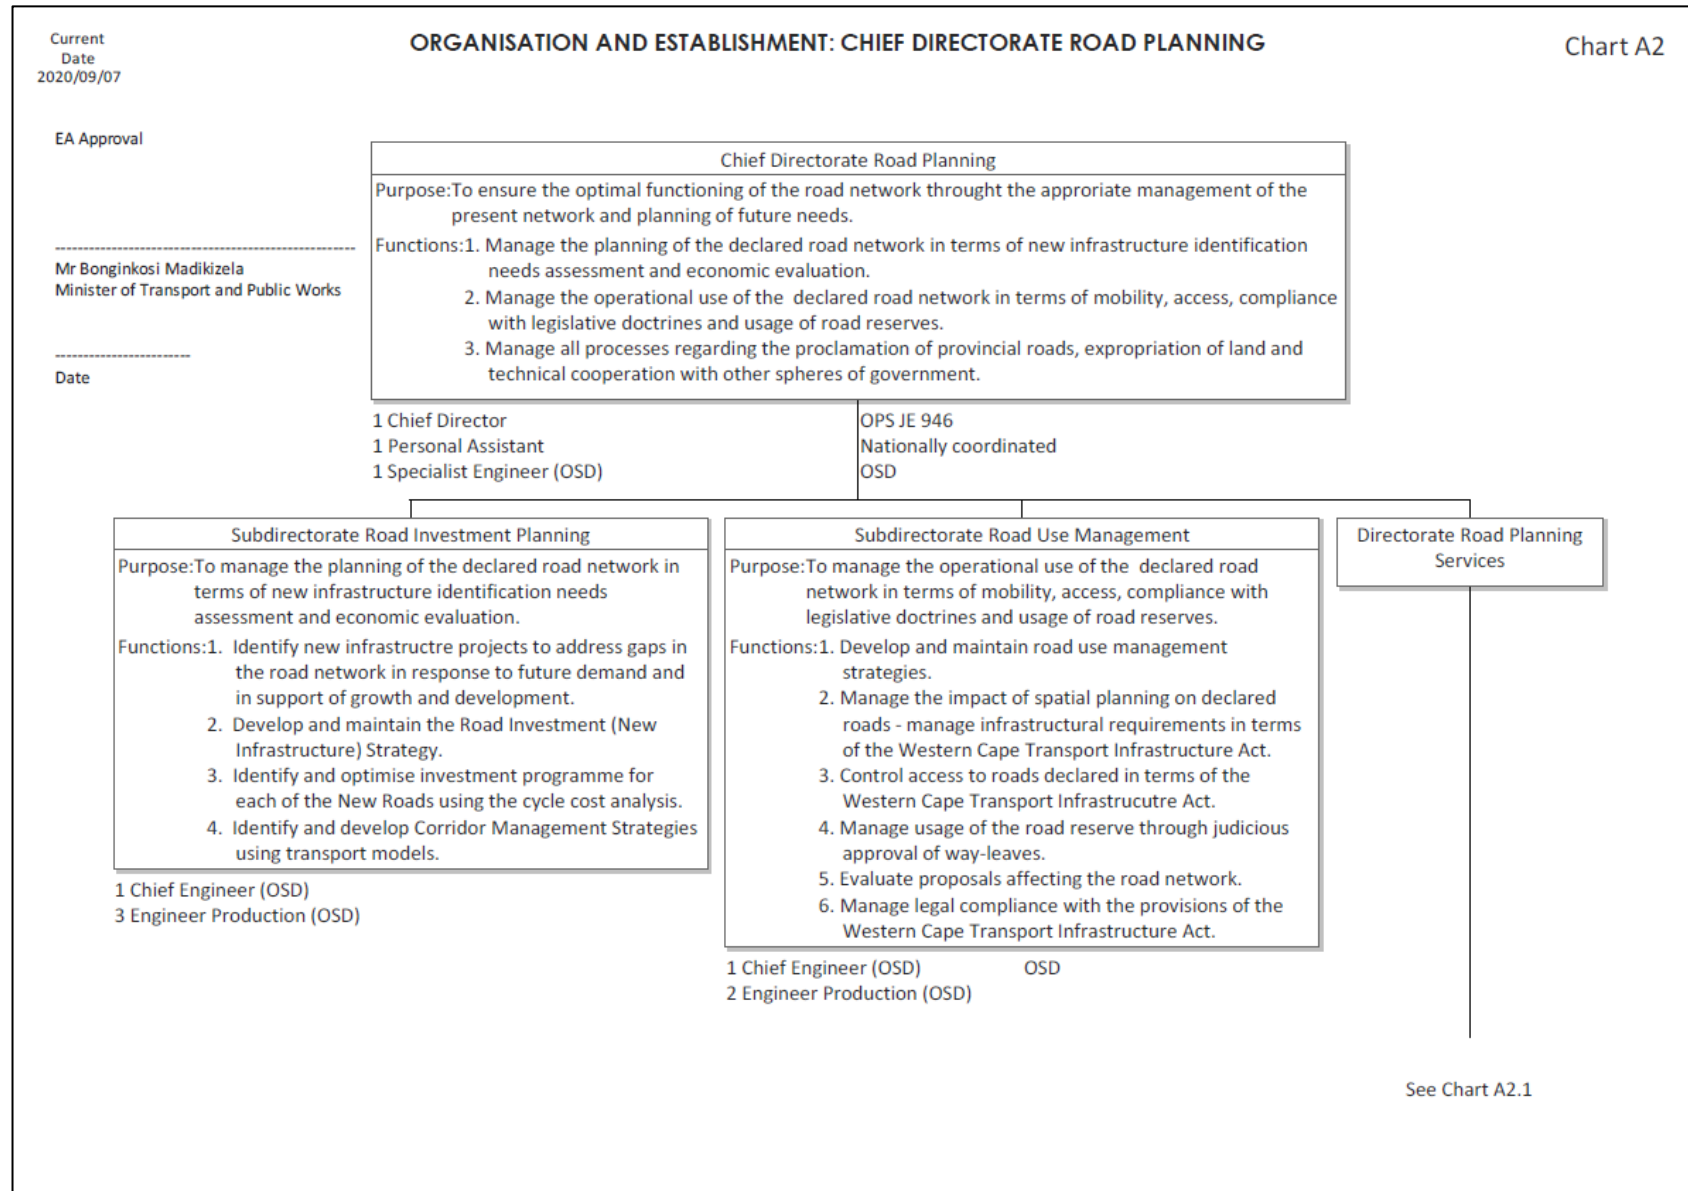 Current
Date
2020/09/07
ORGANISATION AND ESTABLISHMENT: CHIEF DIRECTORATE ROAD PLANNING
Chart A2
EA Approval
-----------------------------------------------------
Mr Bonginkosi Madikizela
Minister of Transport and Public Works
------------------------
Date
Chief Directorate Road Planning
Purpose:To ensure the optimal functioning of the road network throught the approriate management of the
present network and planning of future needs.
Functions:1. Manage the planning of the declared road network in terms of new infrastructure identification
needs assessment and economic evaluation.
2. Manage the operational use of the declared road network in terms of mobility, access, compliance
with legislative doctrines and usage of road reserves.
3. Manage all processes regarding the proclamation of provincial roads, expropriation of land and
technical cooperation with other spheres of government.
1 Chief Director OPS JE 946
1 Personal Assistant Nationally coordinated
1 Specialist Engineer (OSD) OSD
Subdirectorate Road Investment Planning
Purpose:To manage the planning of the declared road network in
terms of new infrastructure identification needs
assessment and economic evaluation.
Functions:1. Identify new infrastructre projects to address gaps in
the road network in response to future demand and
in support of growth and development.
2. Develop and maintain the Road Investment (New
Infrastructure) Strategy.
3. Identify and optimise investment programme for
each of the New Roads using the cycle cost analysis.
4. Identify and develop Corridor Management Strategies
using transport models.
1 Chief Engineer (OSD)
3 Engineer Production (OSD)
Subdirectorate Road Use Management
Purpose:To manage the operational use of the declared road
network in terms of mobility, access, compliance with
legislative doctrines and usage of road reserves.
Functions:1. Develop and maintain road use management
strategies.
2. Manage the impact of spatial planning on declared
roads - manage infrastructural requirements in terms
of the Western Cape Transport Infrastructure Act.
3. Control access to roads declared in terms of the
Western Cape Transport Infrastrucutre Act.
4. Manage usage of the road reserve through judicious
approval of way-leaves.
5. Evaluate proposals affecting the road network.
6. Manage legal compliance with the provisions of the
Western Cape Transport Infrastructure Act.
1 Chief Engineer (OSD) OSD
2 Engineer Production (OSD)
Directorate Road Planning
Services
See Chart A2.1